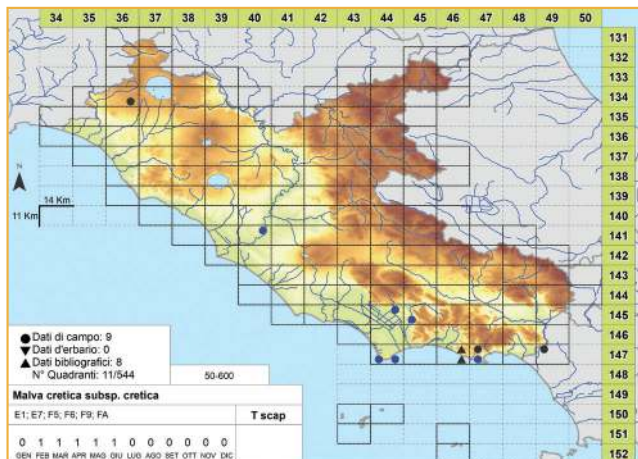 34 35 36 37 38 39 40 41 42 43 44 45 46 47 48 49 50
131
132
133
134
135
136
N
137
138
14 Km
139
11 Km
140
141
142
143
144
145
146
147
148
149
150
151
152
Dati di campo: 9
Dati d'erbario: 0
Dati bibliografici: 8
N° Quadranti: 11/544
50-600
Malva cretica subsp. cretica
E1; E7; F5; F6; F9; FA
T scap
0 1 1 1 1 1 0 0 0 0 0 0
GEN FEB MAR APR MAG GIU LUG AGO SET OTT NOV DIC